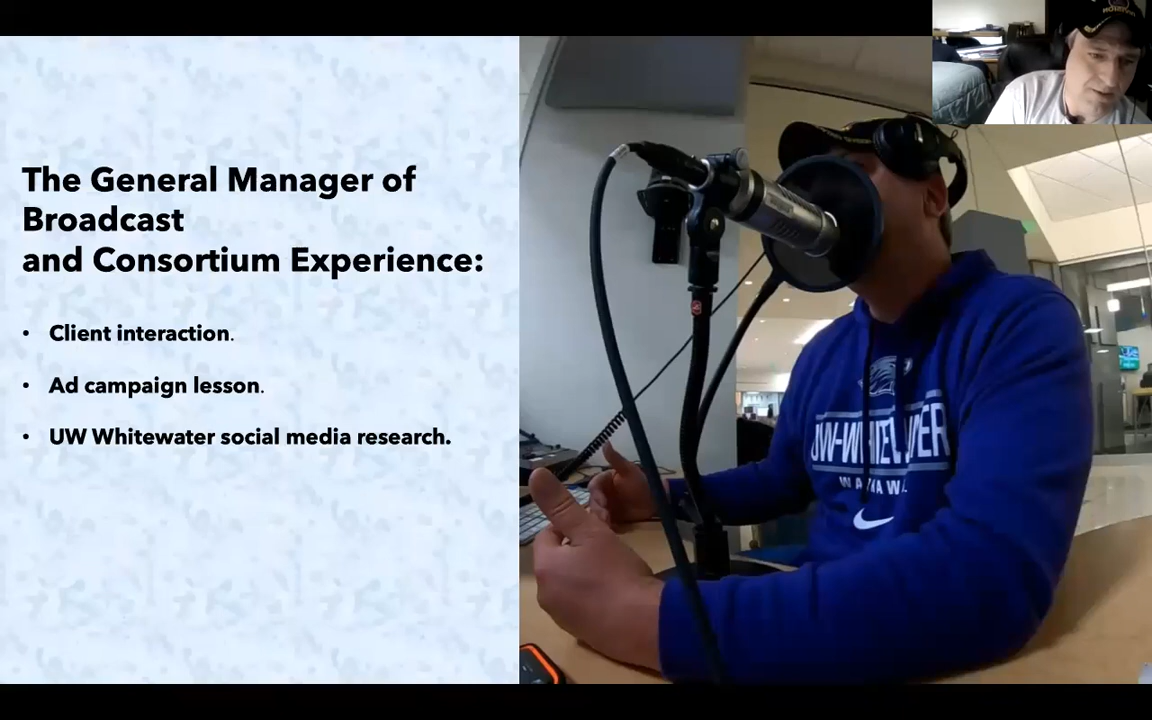 The General Manager of
Broadcast
and Consortium Experience:
• Client interaction.
• Ad campaign lesson.
• UW Whitewater social media research.
UW-WHITEWATER